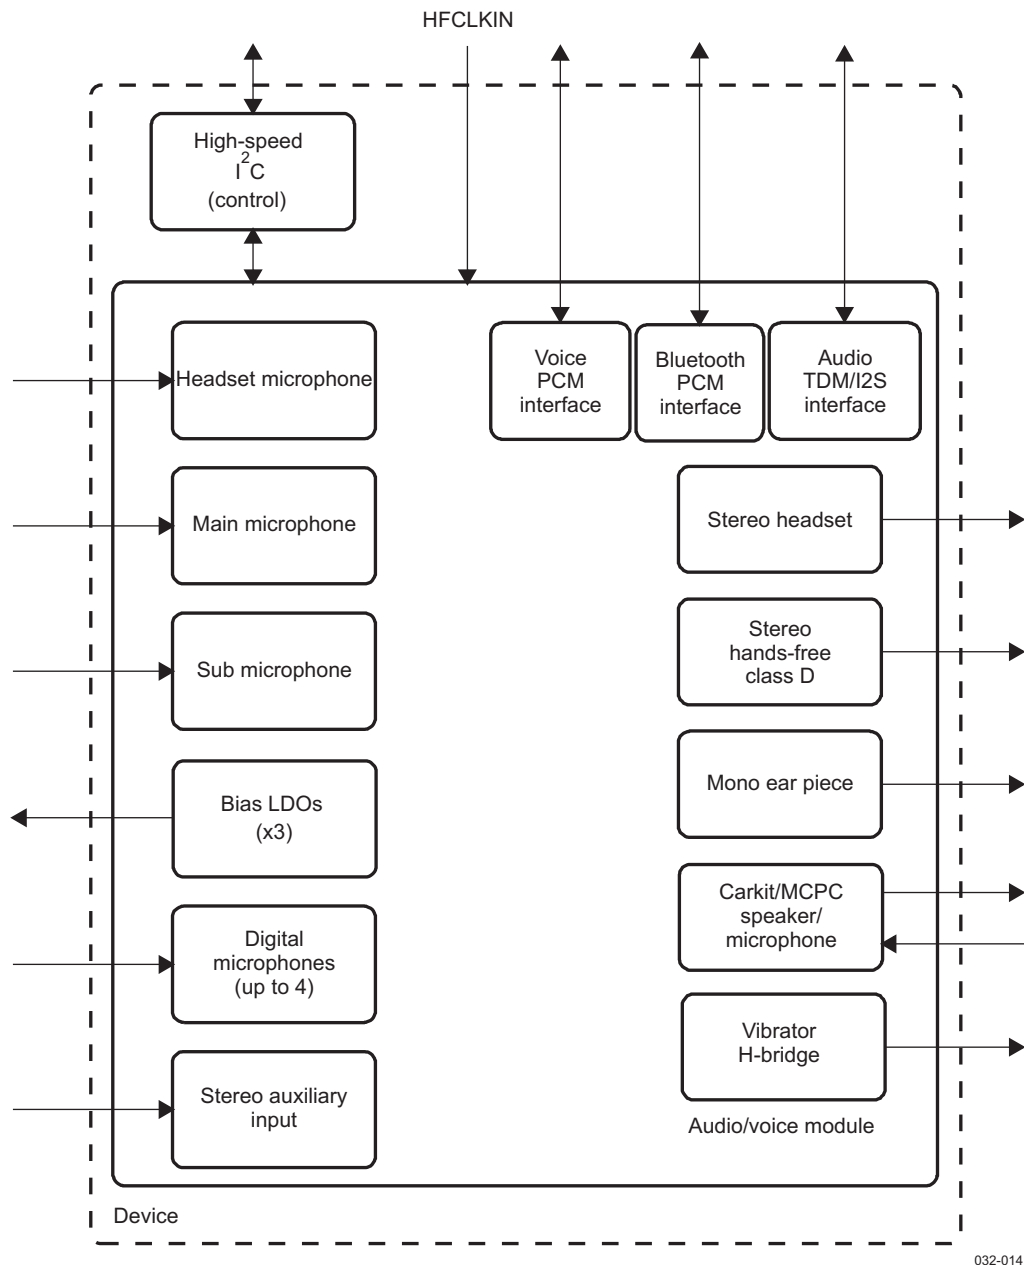 HFCLKIN
High-speed
I²C
(control)
Headset microphone
Voice
PCM
interface
Bluetooth
PCM
interface
Audio
TDM/I2S
interface
Main microphone
Stereo headset
Sub microphone
Stereo
hands-free
class D
Bias LDOs
(x3)
Mono ear piece
Digital
microphones
(up to 4)
Carkit/MCPC
speaker/
microphone
Stereo auxiliary
input
Vibrator
H-bridge
Audio/voice module
Device
032-014